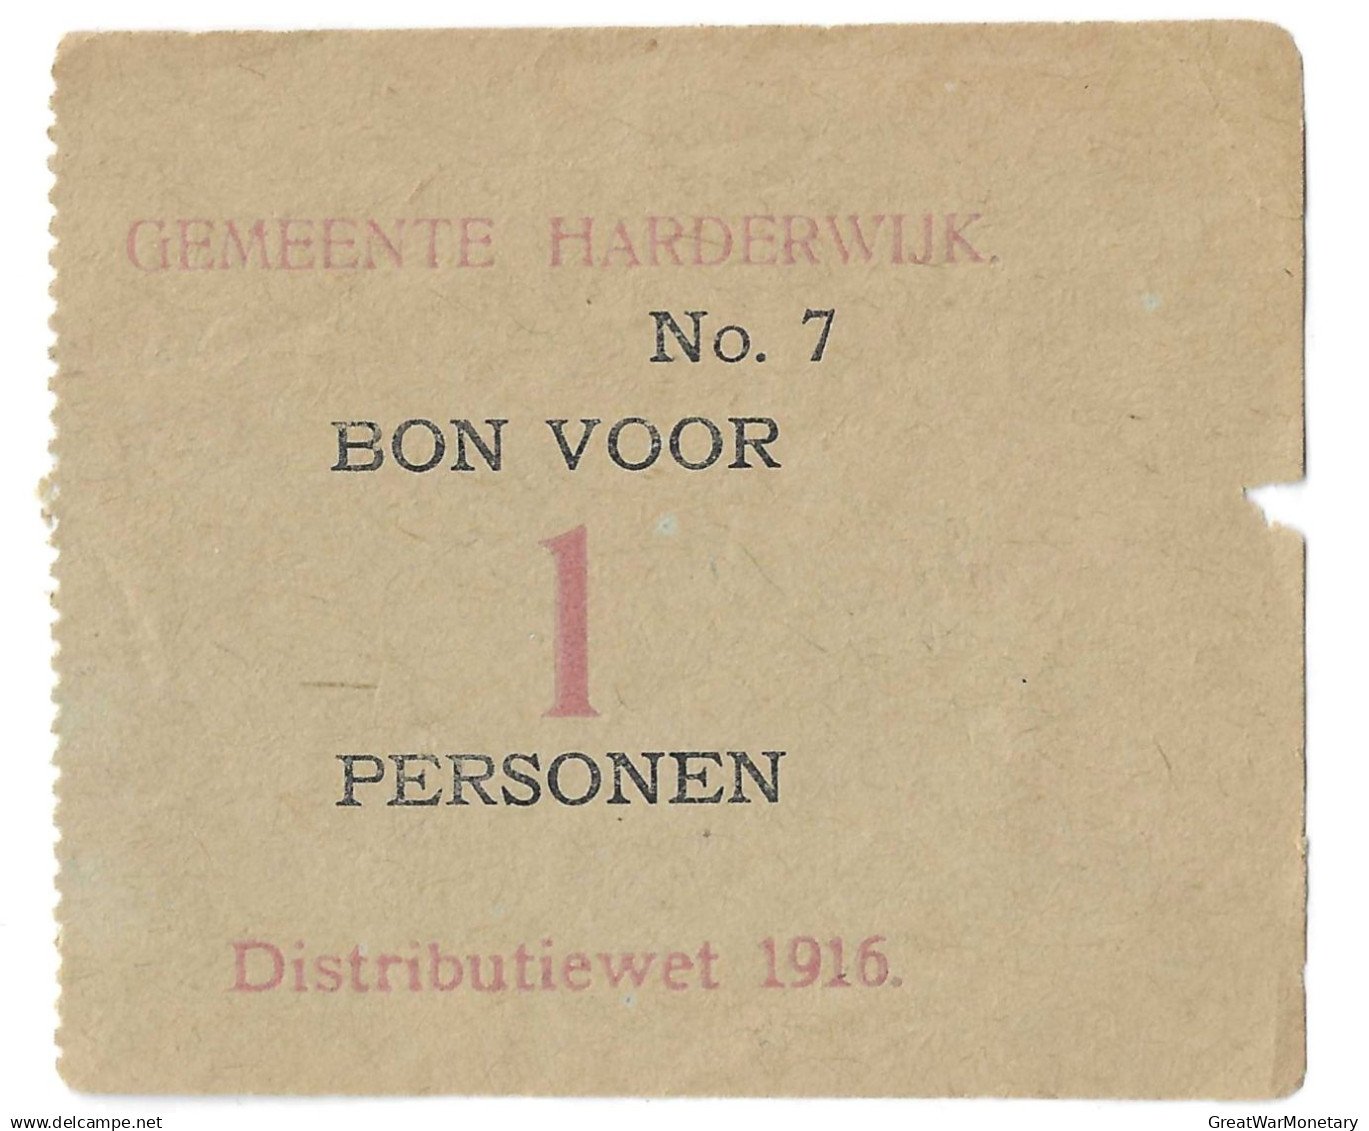 GEMEENTE HARDERWIJK.
No. 7
BON VOOR
1
PERSONEN
Distributiewet 1916.
www.delcampe.net
GreatWarMonetary